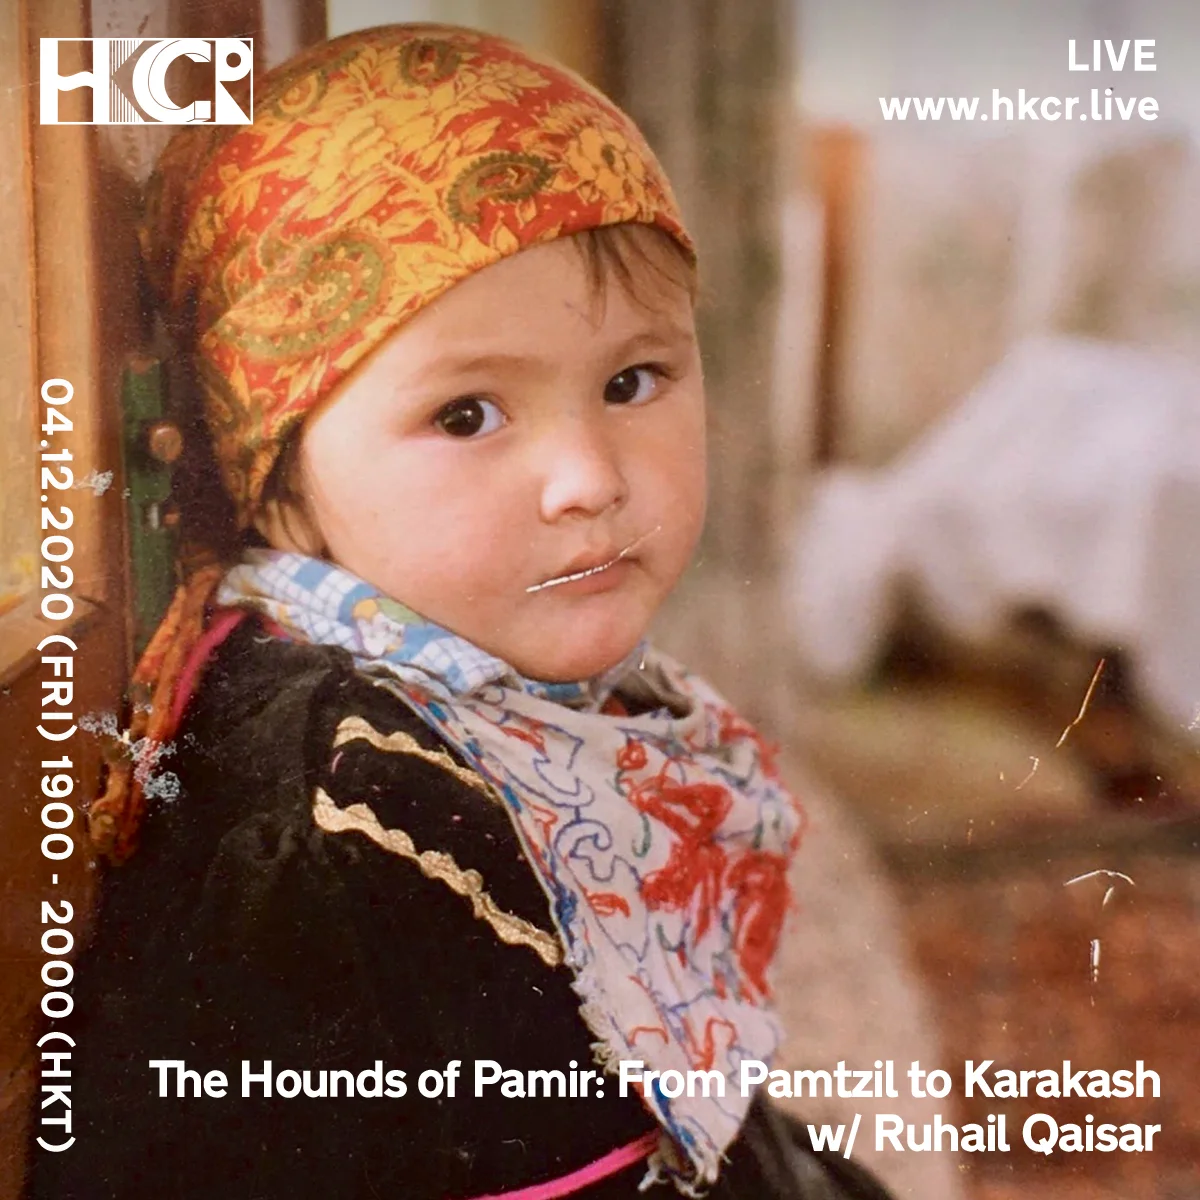 HKCR
LIVE
www.hkcr.live
04.12.2020 (FRI) 1900 - 2000 (HKT)
The Hounds of Pamir: From Pamtzil to Karakash
w/ Ruhail Qaisar